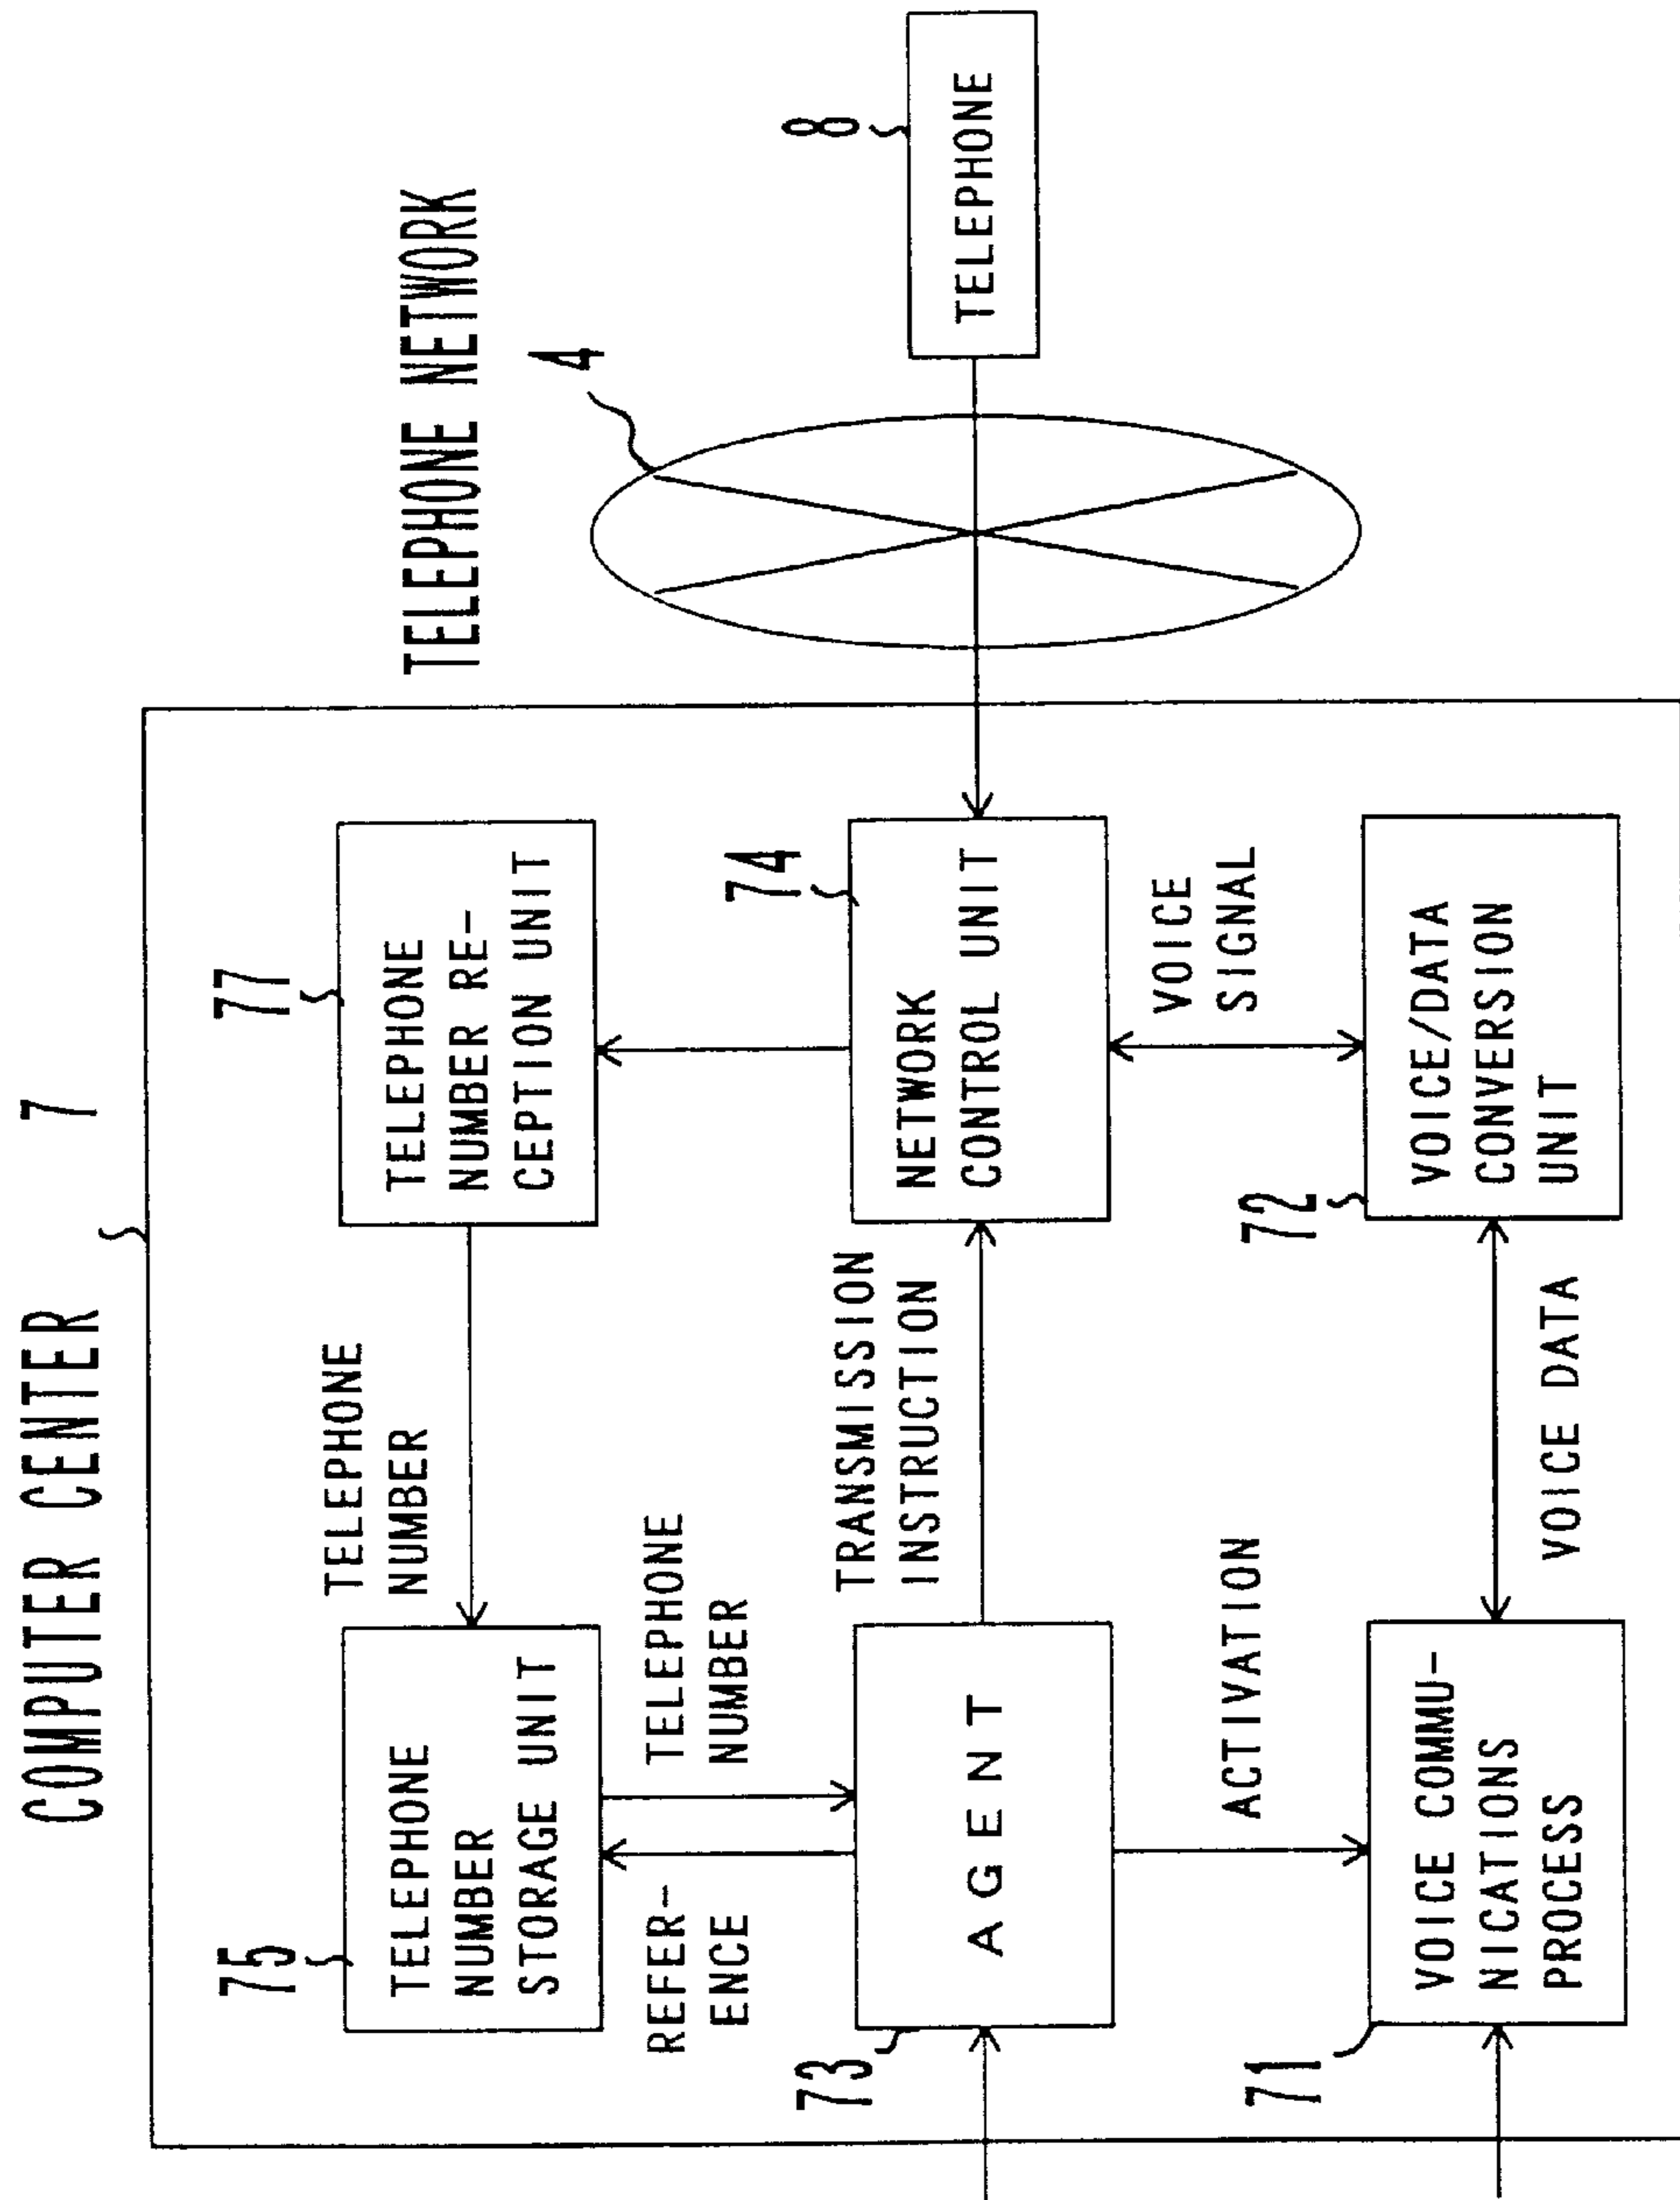 COMPUTER CENTER 7
TELEPHONE NETWORK
4
75
TELEPHONE
NUMBER
STORAGE UNIT
TELEPHONE
NUMBER
77
TELEPHONE
NUMBER RE-
CEPTION UNIT
REFER-
ENCE
TELEPHONE
NUMBER
73
AGENT
TRANSMISSION
INSTRUCTION
74
NETWORK
CONTROL UNIT
8
TELEPHONE
ACTIVATION
VOICE
SIGNAL
71
VOICE COMMU-
NICATIONS
PROCESS
VOICE DATA
72
VOICE/DATA
CONVERSION
UNIT